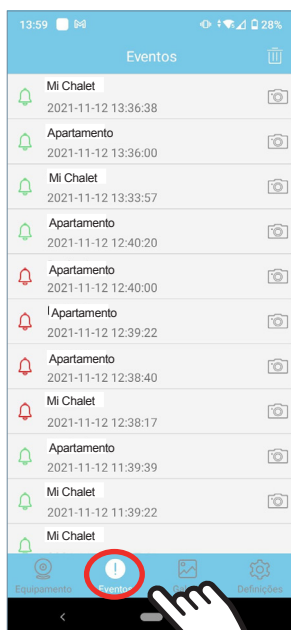 13:59 28%
Eventos
Mi Chalet
2021-11-12 13:36:38
Apartamento
2021-11-12 13:36:00
Mi Chalet
2021-11-12 13:33:57
Apartamento
2021-11-12 12:40:20
Apartamento
2021-11-12 12:40:00
Apartamento
2021-11-12 12:39:22
Apartamento
2021-11-12 12:38:40
Mi Chalet
2021-11-12 12:38:17
Apartamento
2021-11-12 11:39:39
Mi Chalet
2021-11-12 11:39:22
Mi Chalet
Equipamento Eventos Definições